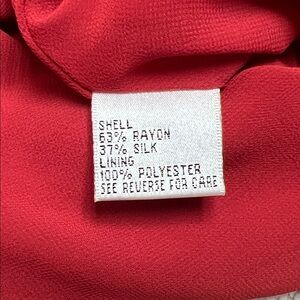 SHELL
63% RAYON
37% SILK
LINING
100% POLYESTER
SEE REVERSE FOR CARE